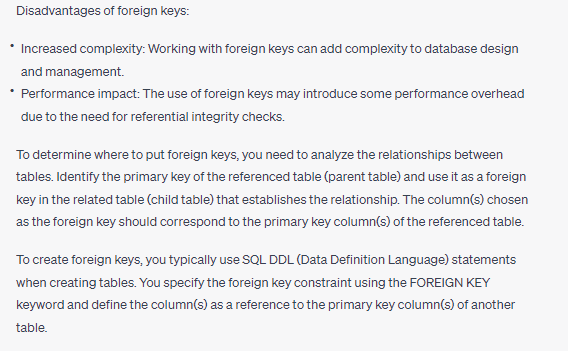 Disadvantages of foreign keys:
• Increased complexity: Working with foreign keys can add complexity to database design
and management.
• Performance impact: The use of foreign keys may introduce some performance overhead
due to the need for referential integrity checks.
To determine where to put foreign keys, you need to analyze the relationships between
tables. Identify the primary key of the referenced table (parent table) and use it as a foreign
key in the related table (child table) that establishes the relationship. The column(s) chosen
as the foreign key should correspond to the primary key column(s) of the referenced table.
To create foreign keys, you typically use SQL DDL (Data Definition Language) statements
when creating tables. You specify the foreign key constraint using the FOREIGN KEY
keyword and define the column(s) as a reference to the primary key column(s) of another
table.